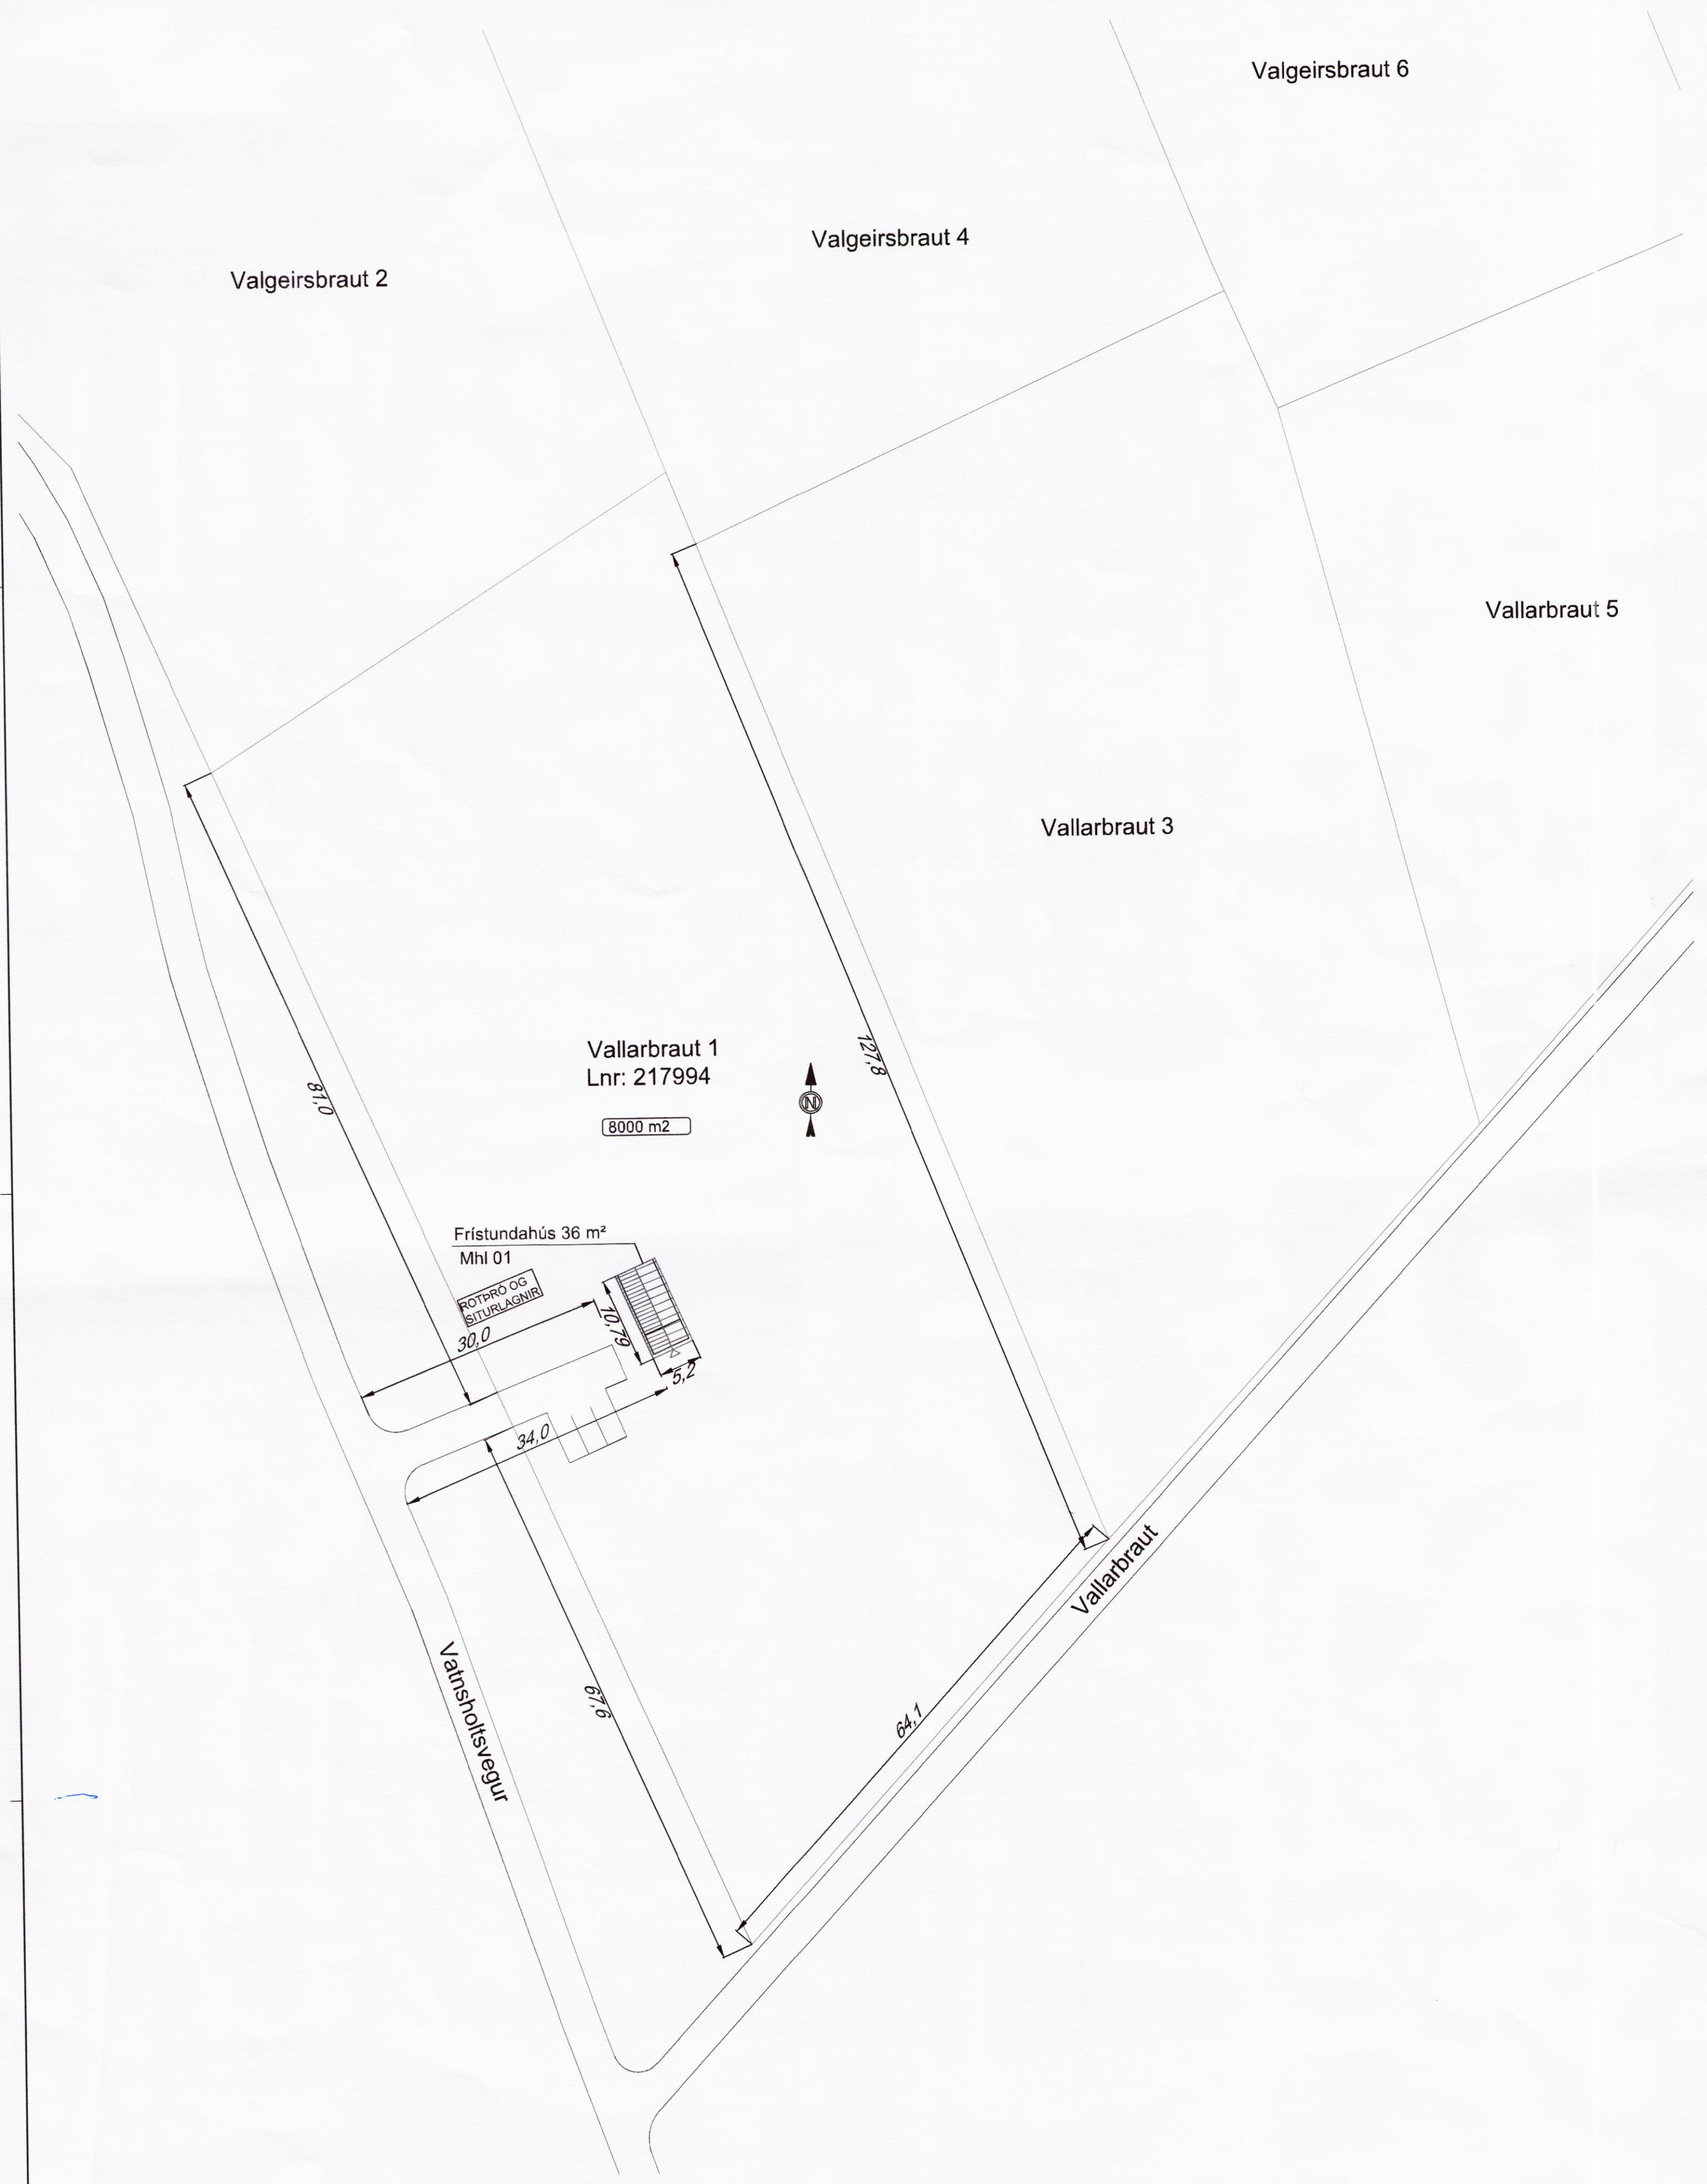 Valgeirsbraut 6
Valgeirsbraut 4
Valgeirsbraut 2
Vallarbraut 5
Vallarbraut 3
Vallarbraut 1
Lnr: 217994
8000 m2
N
127,8
81,0
Frístundahús 36 m²
Mhl 01
ROTÞRÓ OG
SITURLAGNIR
30,0
10,79
5,2
34,0
Vallarbraut
Vatnsholtsvegur
67,6
64,1